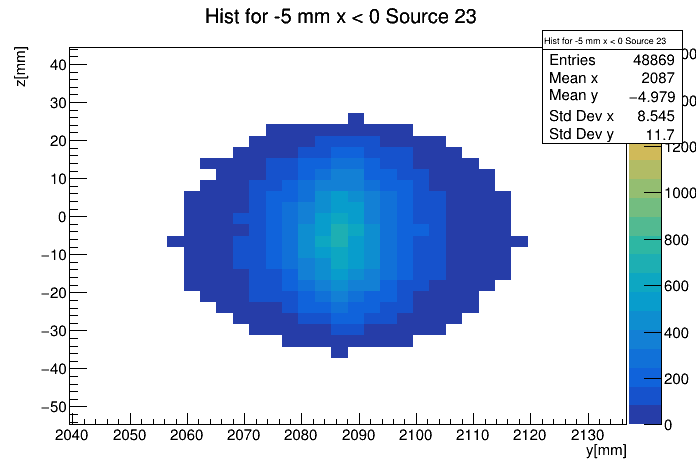 Hist for -5 mm x < 0 Source 23
Hist for -5 mm x < 0 Source 23
Entries 48869
Mean x 2087
Mean y −4.979
Std Dev x 8.545
Std Dev y 11.7
z[mm]
40
30
20
10
0
−10
−20
−30
−40
−50
2040 2050 2060 2070 2080 2090 2100 2110 2120 2130
y[mm]
1200
1000
800
600
400
200
0